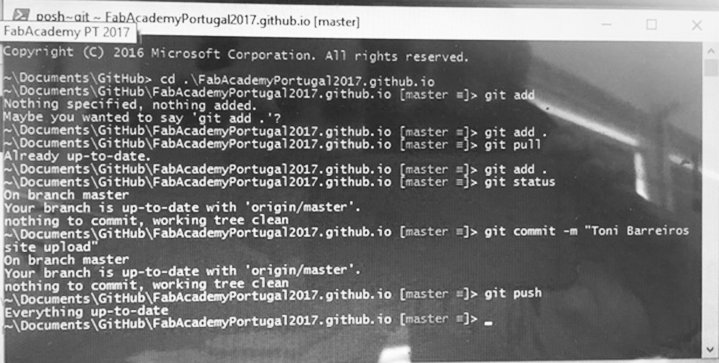 posh~git ~ FabAcademyPortugal2017.github.io [master]
FabAcademy PT 2017
Copyright (C) 2016 Microsoft Corporation. All rights reserved.
~\Documents\GitHub> cd .\FabAcademyPortugal2017.github.io
~\Documents\GitHub\FabAcademyPortugal2017.github.io [master ≡]> git add
Nothing specified, nothing added.
Maybe you wanted to say 'git add .'?
~\Documents\GitHub\FabAcademyPortugal2017.github.io [master ≡]> git add .
~\Documents\GitHub\FabAcademyPortugal2017.github.io [master ≡]> git pull
Already up-to-date.
~\Documents\GitHub\FabAcademyPortugal2017.github.io [master ≡]> git add .
~\Documents\GitHub\FabAcademyPortugal2017.github.io [master ≡]> git status
On branch master
Your branch is up-to-date with 'origin/master'.
nothing to commit, working tree clean
~\Documents\GitHub\FabAcademyPortugal2017.github.io [master ≡]> git commit -m "Toni Barreiros
site upload"
On branch master
Your branch is up-to-date with 'origin/master'.
nothing to commit, working tree clean
~\Documents\GitHub\FabAcademyPortugal2017.github.io [master ≡]> git push
Everything up-to-date
~\Documents\GitHub\FabAcademyPortugal2017.github.io [master ≡]> _